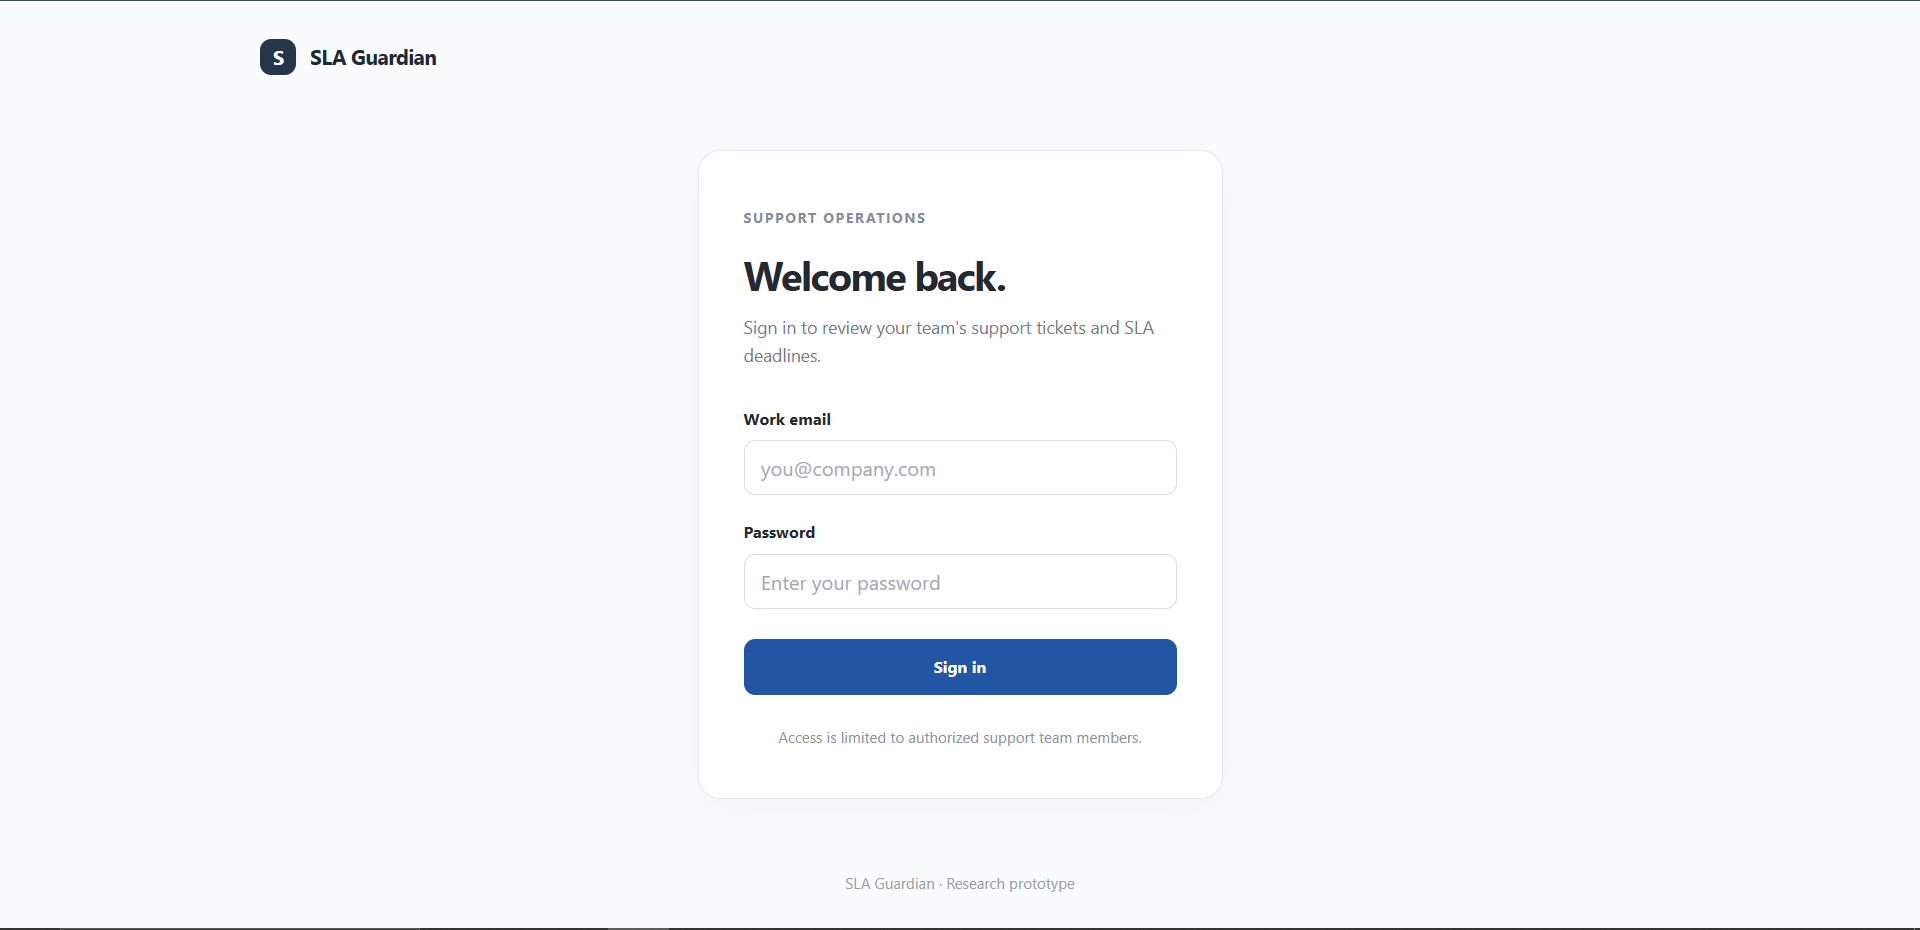 S
SLA Guardian
SUPPORT OPERATIONS
Welcome back.
Sign in to review your team's support tickets and SLA
deadlines.
Work email
you@company.com
Password
Enter your password
Sign in
Access is limited to authorized support team members.
SLA Guardian · Research prototype